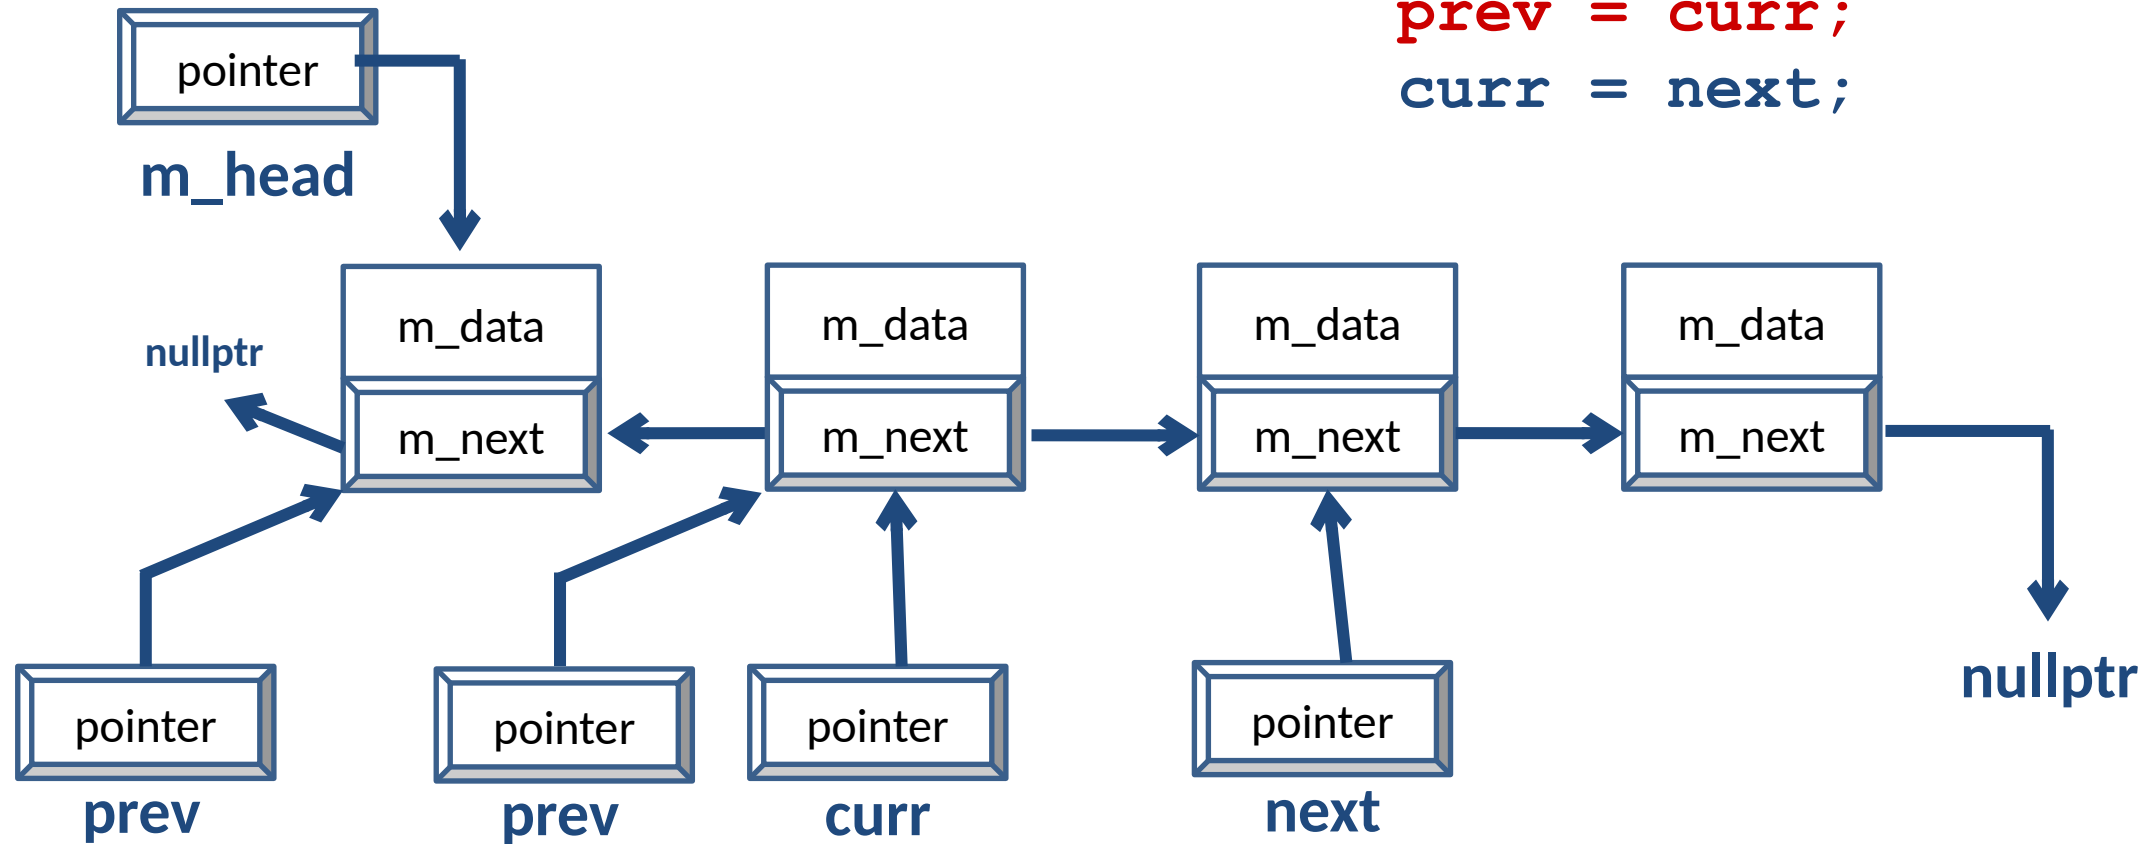 prev = curr;
curr = next;
pointer
m_head
m_data
m_data
m_data
m_data
nullptr
m_next
m_next
m_next
m_next
nullptr
pointer
pointer
pointer
pointer
prev
prev
curr
next